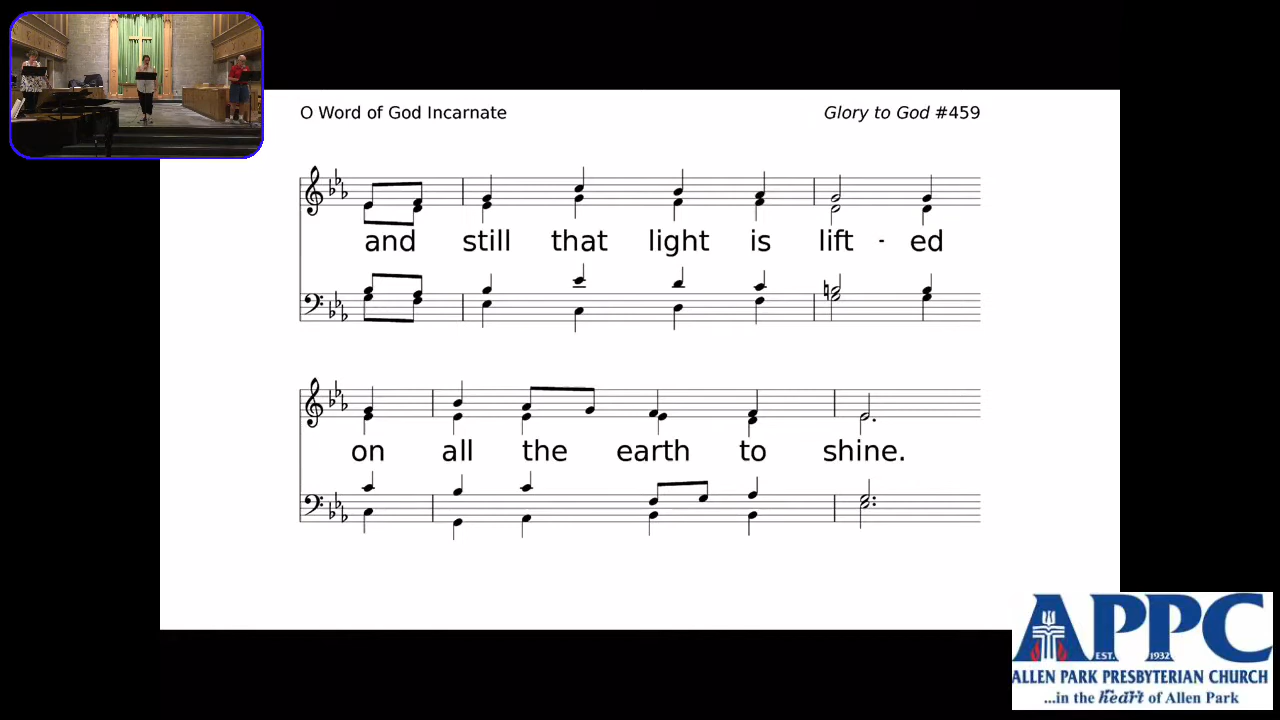 O Word of God Incarnate
Glory to God #459
and still that light is lift - ed
on all the earth to shine.
APPC
EST. 1932
ALLEN PARK PRESBYTERIAN CHURCH
...in the heart of Allen Park